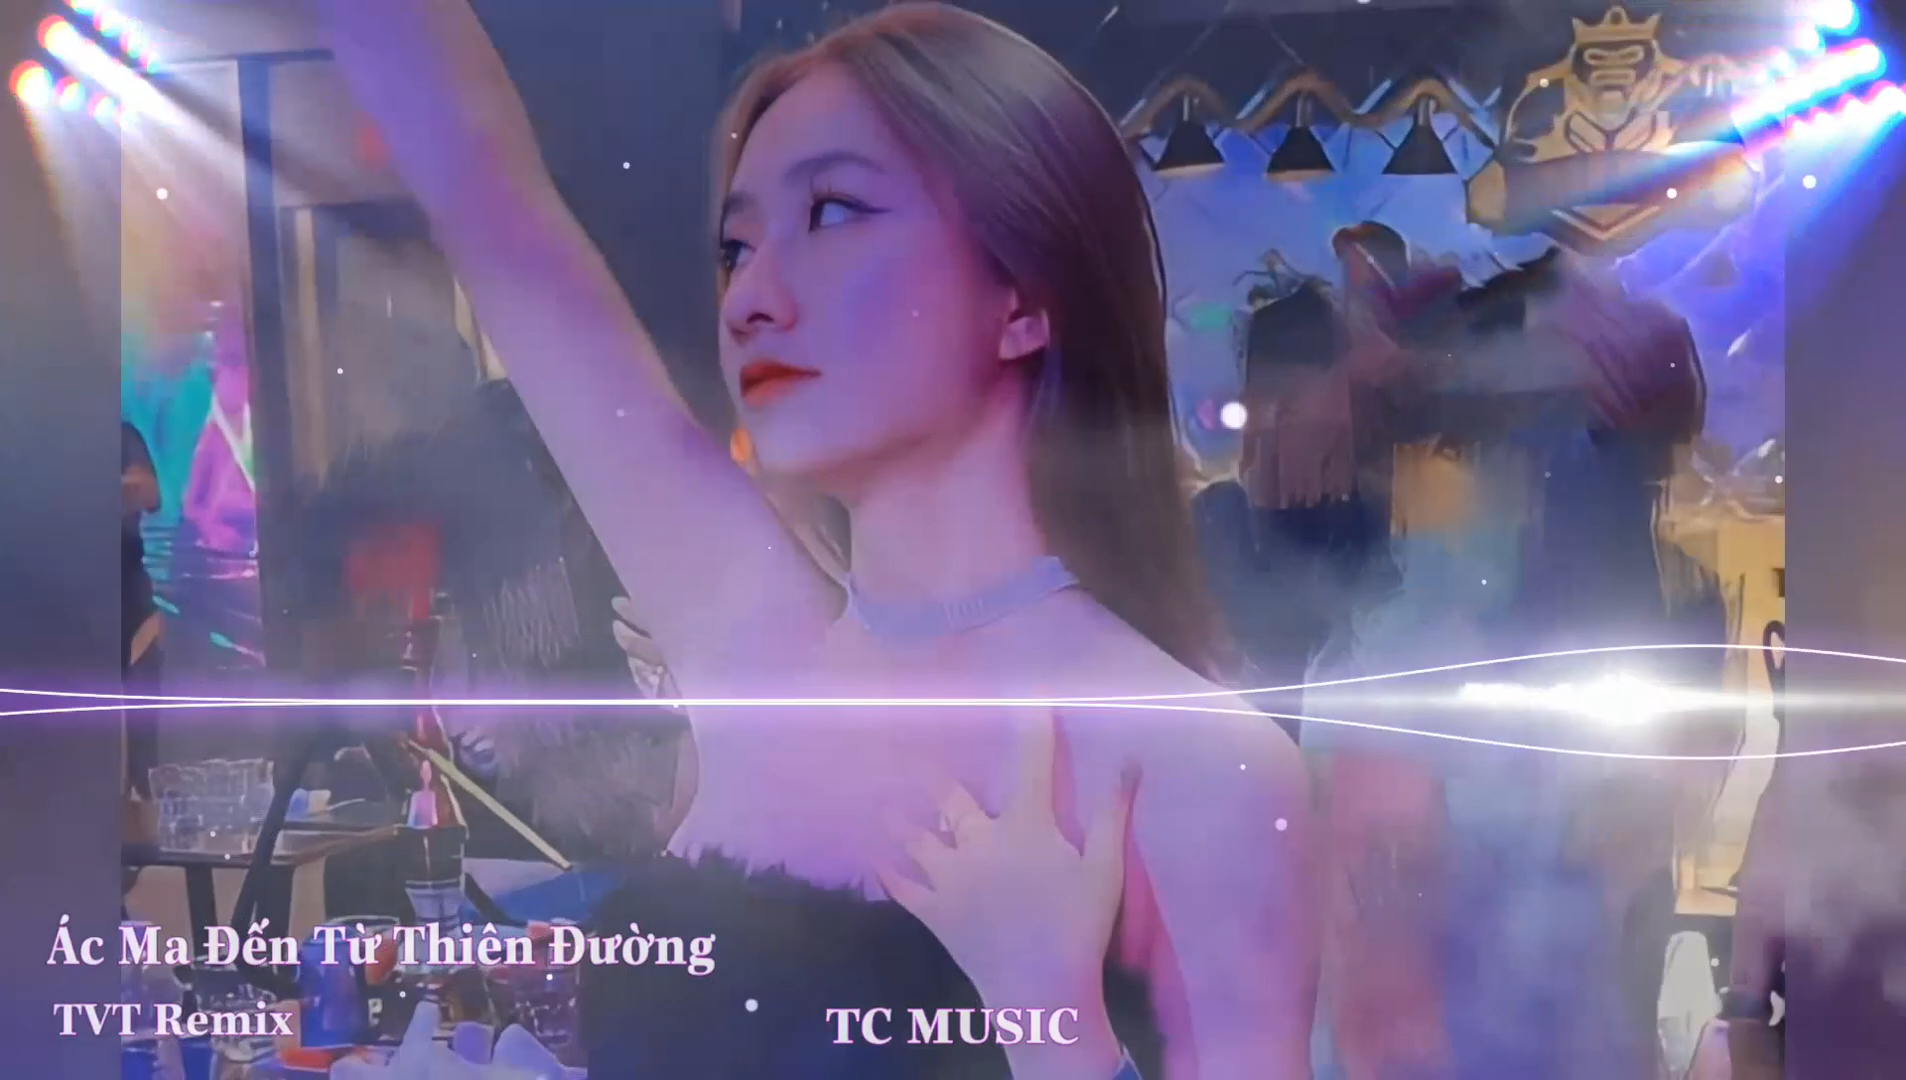 Ác Ma Đến Từ Thiên Đường
TVT Remix
TC MUSIC